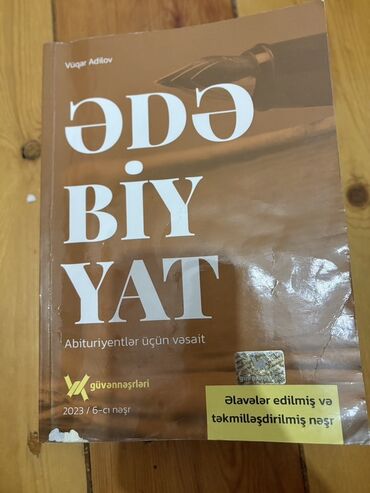 Vüqar Adilov
ƏDƏ
BİY
YAT
Abituriyentlər üçün vəsait
güvənnəşrləri
2023 / 6-cı nəşr
Əlavələr edilmiş və
təkmilləşdirilmiş nəşr